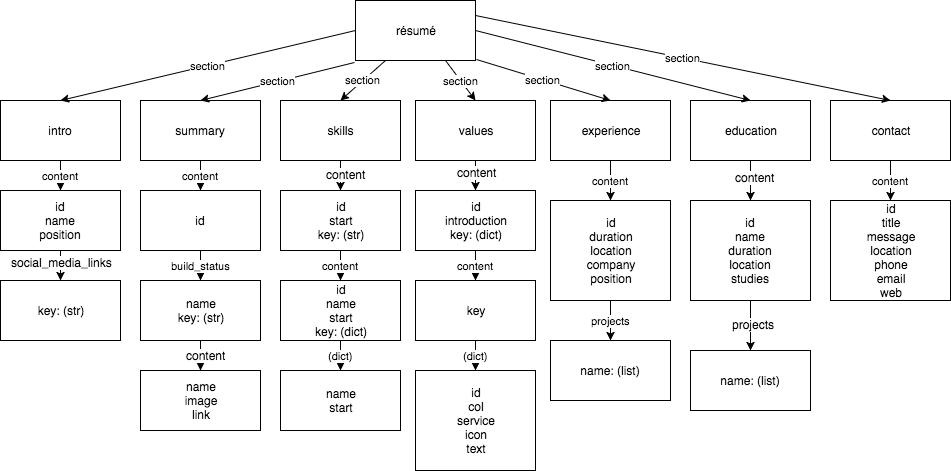 résumé
section
section
section
section
section
section
section
intro
summary
skills
values
experience
education
contact
content
content
content
content
content
content
content
id
name
position
id
id
start
key: (str)
id
introduction
key: (dict)
id
duration
location
company
position
id
name
duration
location
studies
id
title
message
location
phone
email
web
social_media_links
build_status
content
content
key: (str)
name
key: (str)
id
name
start
key: (dict)
key
projects
projects
content
(dict)
(dict)
name: (list)
name: (list)
name
image
link
name
start
id
col
service
icon
text